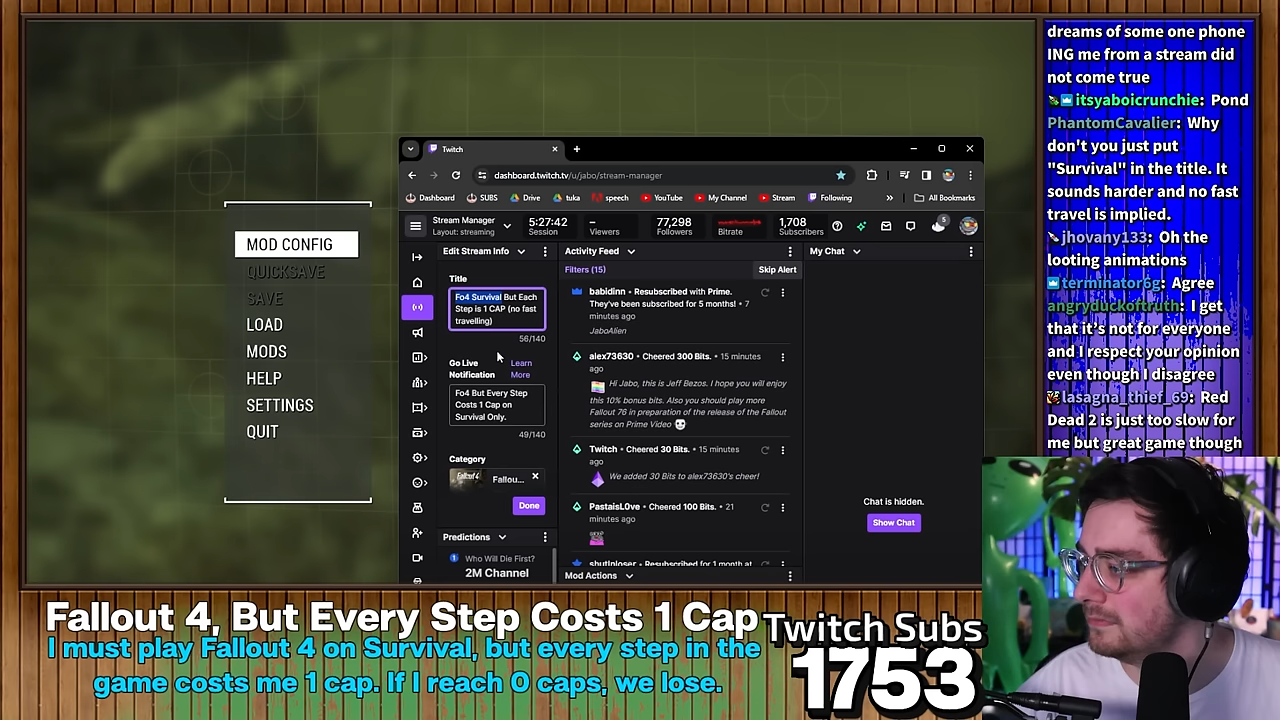 MOD CONFIG
QUICKSAVE
SAVE
LOAD
MODS
HELP
SETTINGS
QUIT
Twitch
dashboard.twitch.tv/u/jabo/stream-manager
Dashboard
SUBS
Drive
tuka
speech
YouTube
My Channel
Stream
Following
»
All Bookmarks
Stream Manager
Layout: streaming
5:27:42
Session
–
Viewers
77,298
Followers
Bitrate
1,708
Subscribers
5
Edit Stream Info
Title
Fo4 Survival But Each
Step is 1 CAP (no fast
travelling)
56/140
Go Live
Notification
Learn
More
Fo4 But Every Step
Costs 1 Cap on
Survival Only.
49/140
Category
Fallou...
Done
Predictions
Who Will Die First?
2M Channel
Activity Feed
Filters (15)
Skip Alert
babidinn • Resubscribed with Prime.
They've been subscribed for 5 months! • 7
minutes ago
JaboAlien
alex73630 • Cheered 300 Bits. • 15 minutes
ago
Hi Jabo, this is Jeff Bezos. I hope you will enjoy
this 10% bonus bits. Also you should play more
Fallout 76 in preparation of the release of the Fallout
series on Prime Video
Twitch • Cheered 30 Bits. • 15 minutes
ago
We added 30 Bits to alex73630's cheer!
PastaisL0ve • Cheered 100 Bits. • 21
minutes ago
Mod Actions
My Chat
Chat is hidden.
Show Chat
dreams of some one phone
ING me from a stream did
not come true
itsyaboicrunchie: Pond
PhantomCavalier: Why
don't you just put
"Survival" in the title. It
sounds harder and no fast
travel is implied.
jhovany133: Oh the
looting animations
terminator6g: Agree
angryduckoftruth: I get
that it's not for everyone
and I respect your opinion
even though I disagree
lasagna_thief_69: Red
Dead 2 is just too slow for
me but great game though
Fallout 4, But Every Step Costs 1 Cap
I must play Fallout 4 on Survival, but every step in the
game costs me 1 cap. If I reach 0 caps, we lose.
Twitch Subs
1753